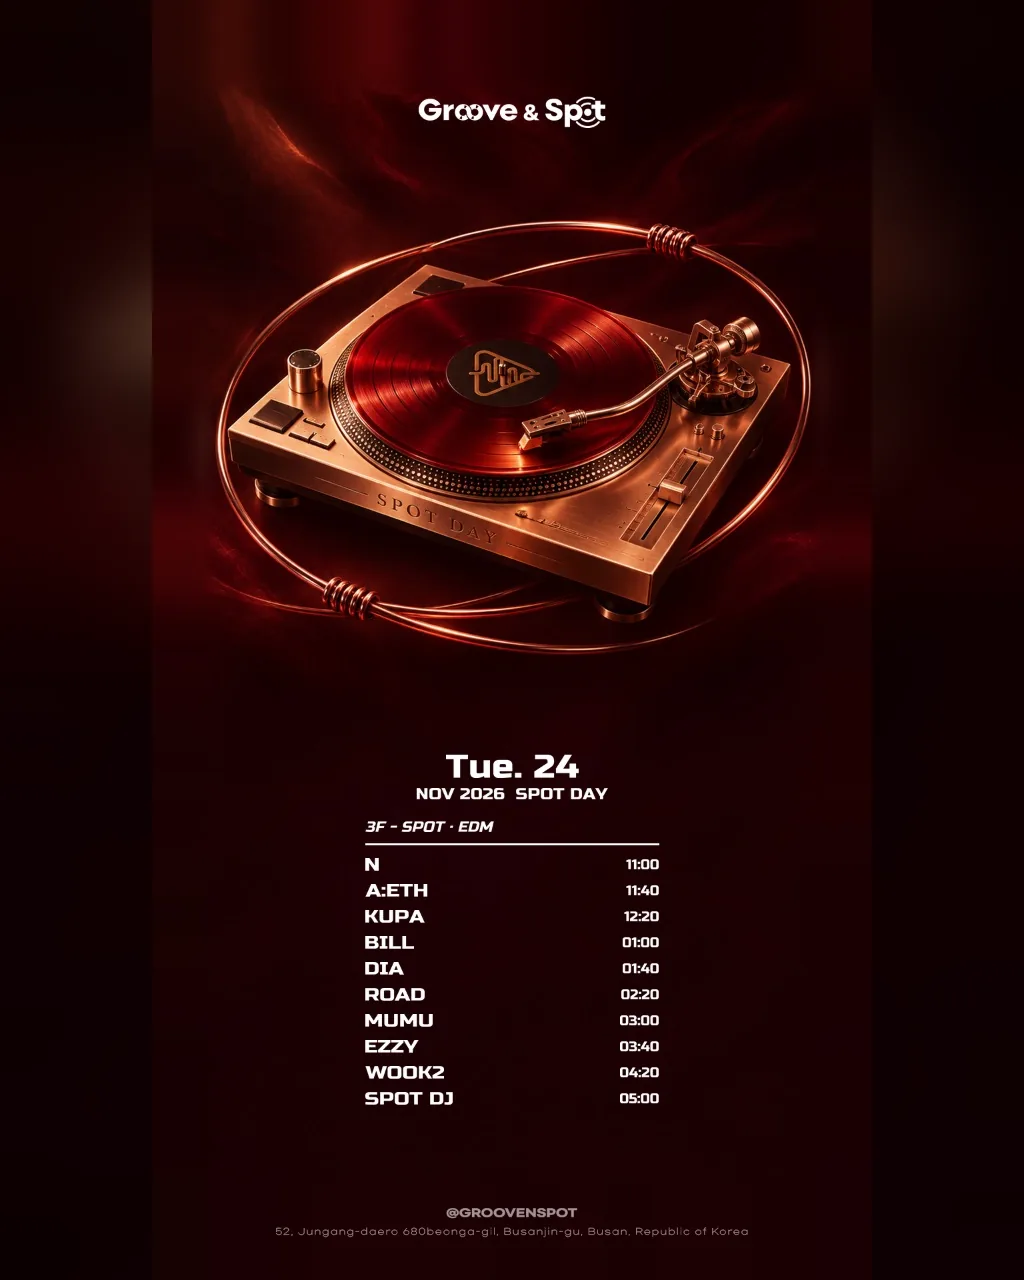 Groove & Spot
SPOT DAY
Tue. 24
NOV 2026 SPOT DAY
3F - SPOT · EDM
N 11:00
A:ETH 11:40
KUPA 12:20
BILL 01:00
DIA 01:40
ROAD 02:20
MUMU 03:00
EZZY 03:40
WOOK2 04:20
SPOT DJ 05:00
@GROOVENSPOT
52, Jungang-daero 680beonga-gil, Busanjin-gu, Busan, Republic of Korea